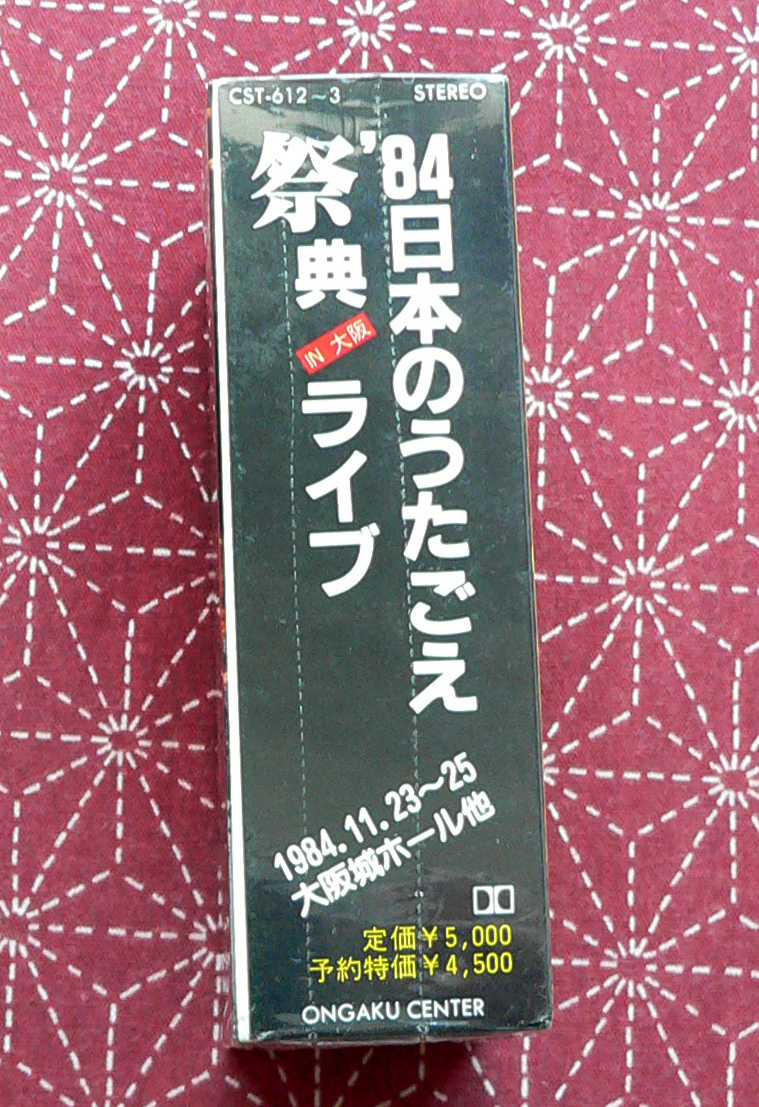 CST-612~3 STEREO
'84日本のうたごえ
祭典
IN 大阪
ライブ
1984.11.23~25
大阪城ホール他
定価¥5,000
予約特価¥4,500
ONGAKU CENTER